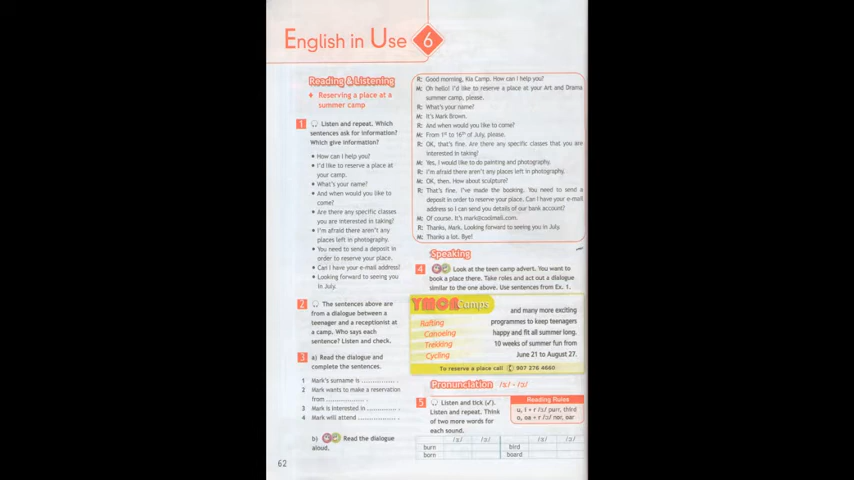 English in Use 6
Reading & Listening
Reserving a place at a
summer camp
1 Listen and repeat. Which
sentences ask for information?
Which give information?
• How can I help you?
• I'd like to reserve a place at
your camp.
• What's your name?
• And when would you like to
come?
• Are there any specific classes
you are interested in taking?
• I'm afraid there aren't any
places left in photography.
• You need to send a deposit in
order to reserve your place.
• Can I have your e-mail address?
• Looking forward to seeing you
in July.
2 The sentences above are
from a dialogue between a
teenager and a receptionist at
a camp. Who says each
sentence? Listen and check.
3 a) Read the dialogue and
complete the sentences.
1 Mark's surname is .............. .
2 Mark wants to make a reservation
from ................. .
3 Mark is interested in ............. .
4 Mark will attend ................ .
b) Read the dialogue
aloud.
62
R: Good morning, Kia Camp. How can I help you?
M: Oh hello! I'd like to reserve a place at your Art and Drama
summer camp, please.
R: What's your name?
M: It's Mark Brown.
R: And when would you like to come?
M: From 1st to 16th of July, please.
R: OK, that's fine. Are there any specific classes that you are
interested in taking?
M: Yes, I would like to do painting and photography.
R: I'm afraid there aren't any places left in photography.
M: OK, then. How about sculpture?
R: That's fine. I've made the booking. You need to send a
deposit in order to reserve your place. Can I have your e-mail
address so I can send you details of our bank account?
M: Of course. It's mark@coolmail.com.
R: Thanks, Mark. Looking forward to seeing you in July.
M: Thanks a lot. Bye!
Speaking
4 Look at the teen camp advert. You want to
book a place there. Take roles and act out a dialogue
similar to the one above. Use sentences from Ex. 1.
YMCA Camps
Rafting
Canoeing
Trekking
Cycling
and many more exciting
programmes to keep teenagers
happy and fit all summer long.
10 weeks of summer fun from
June 21 to August 27.
To reserve a place call 907 276 4660
Pronunciation /ɜː/ - /ɔː/
5 Listen and tick (✓).
Listen and repeat. Think
of two more words for
each sound.
Reading Rules
u, i + r /ɜː/ purr, third
o, oa + r /ɔː/ nor, oar
/ɜː/ /ɔː/ /ɜː/ /ɔː/
burn bird
born board